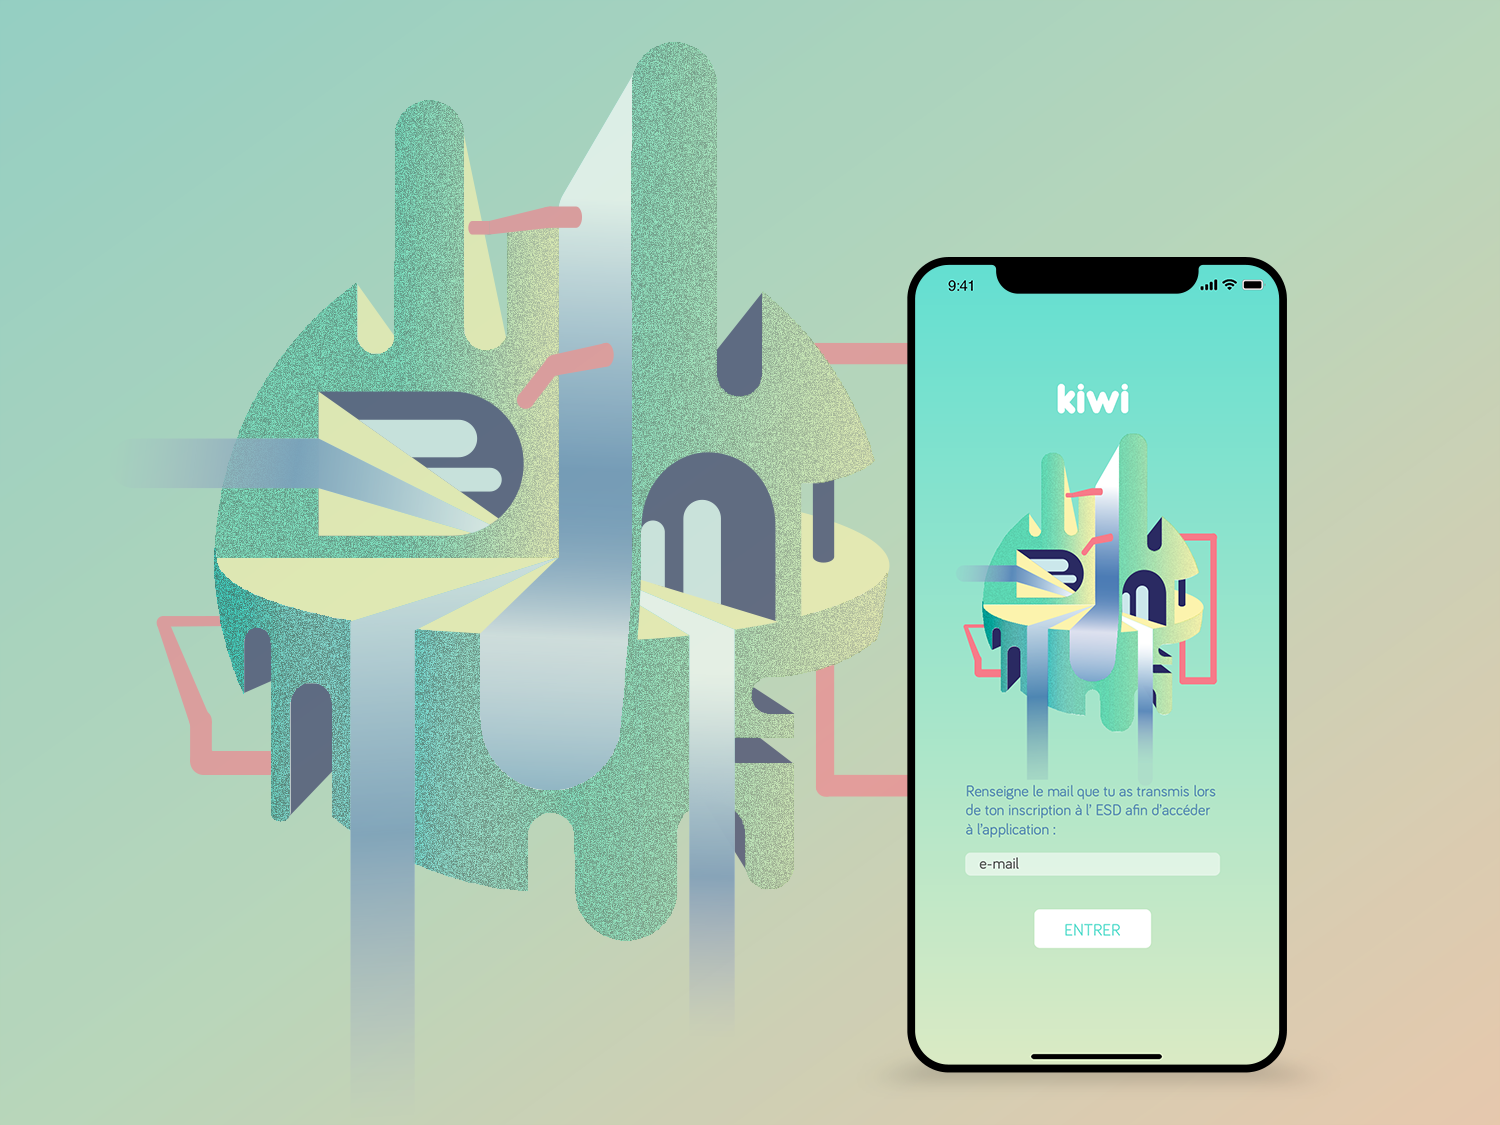 9:41
kiwi
Renseigne le mail que tu as transmis lors
de ton inscription à l' ESD afin d'accéder
à l'application :
e-mail
ENTRER